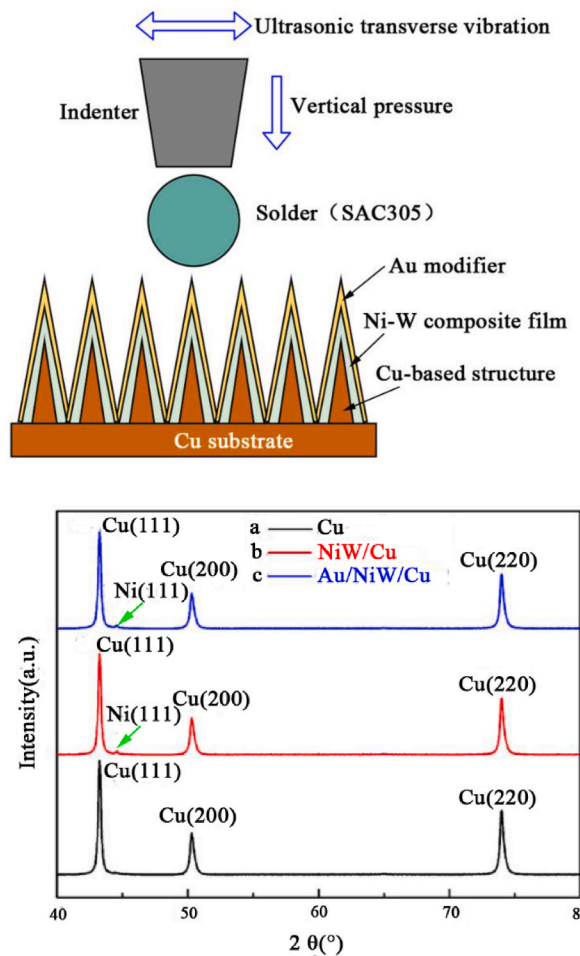 Ultrasonic transverse vibration
Indenter
Vertical pressure
Solder（SAC305）
Au modifier
Ni-W composite film
Cu-based structure
Cu substrate
Cu(111)
a Cu
b NiW/Cu
c Au/NiW/Cu
Cu(200)
Cu(220)
Ni(111)
Cu(111)
Cu(200)
Cu(220)
Ni(111)
Cu(111)
Cu(200)
Cu(220)
Intensity(a.u.)
40 50 60 70 8
2 θ(°)